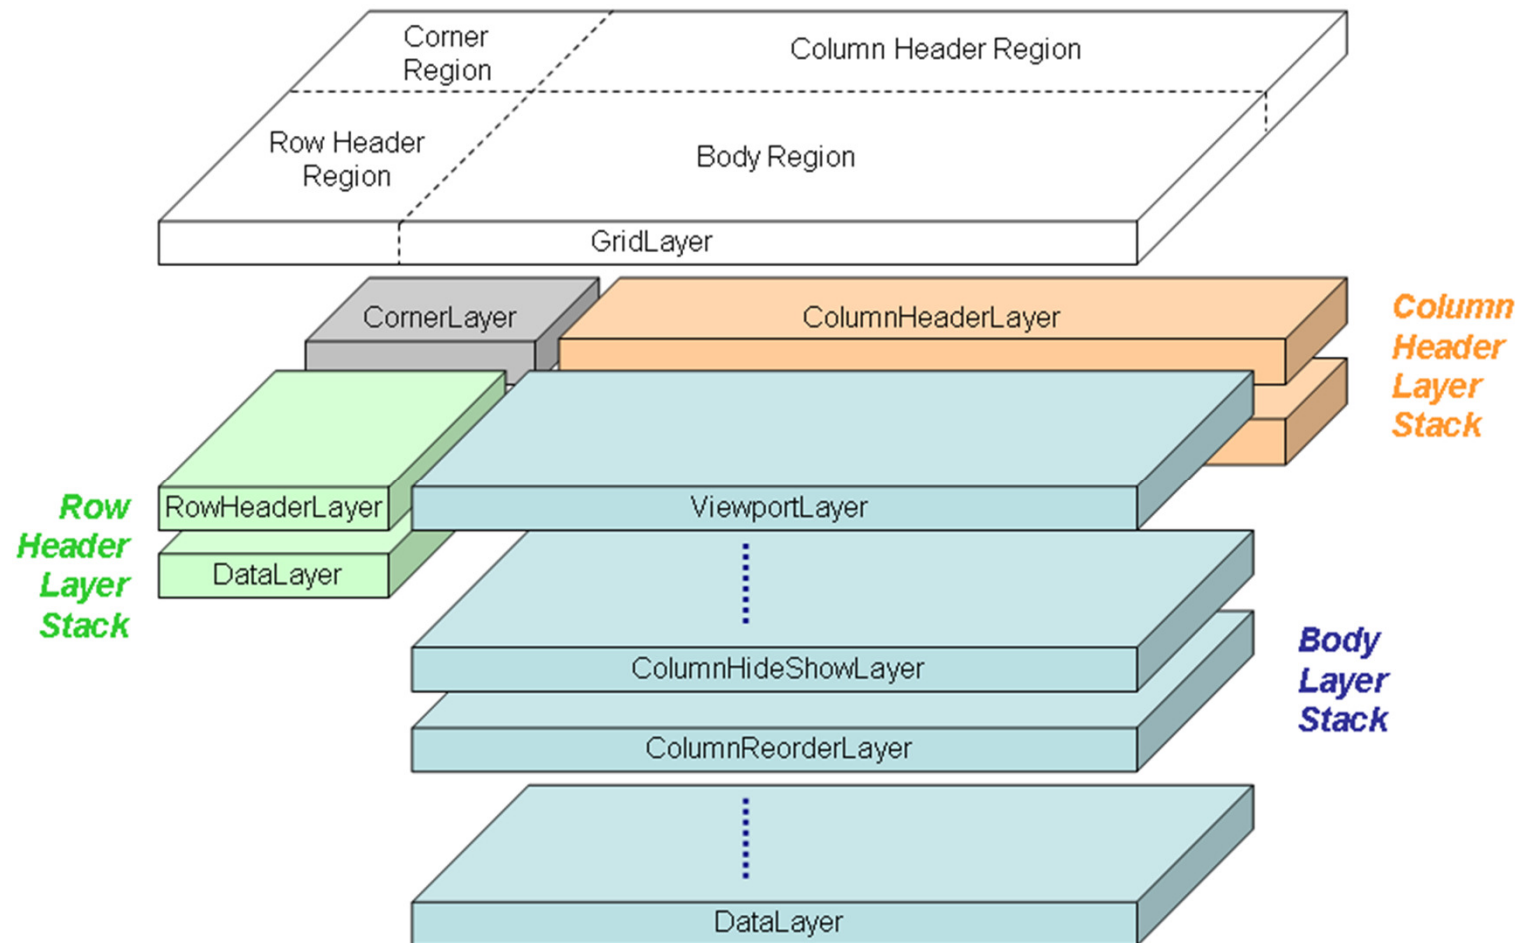 Corner
Region
Column Header Region
Row Header
Region
Body Region
GridLayer
CornerLayer
ColumnHeaderLayer
Column
Header
Layer
Stack
RowHeaderLayer
ViewportLayer
Row
Header
Layer
Stack
DataLayer
ColumnHideShowLayer
Body
Layer
Stack
ColumnReorderLayer
DataLayer